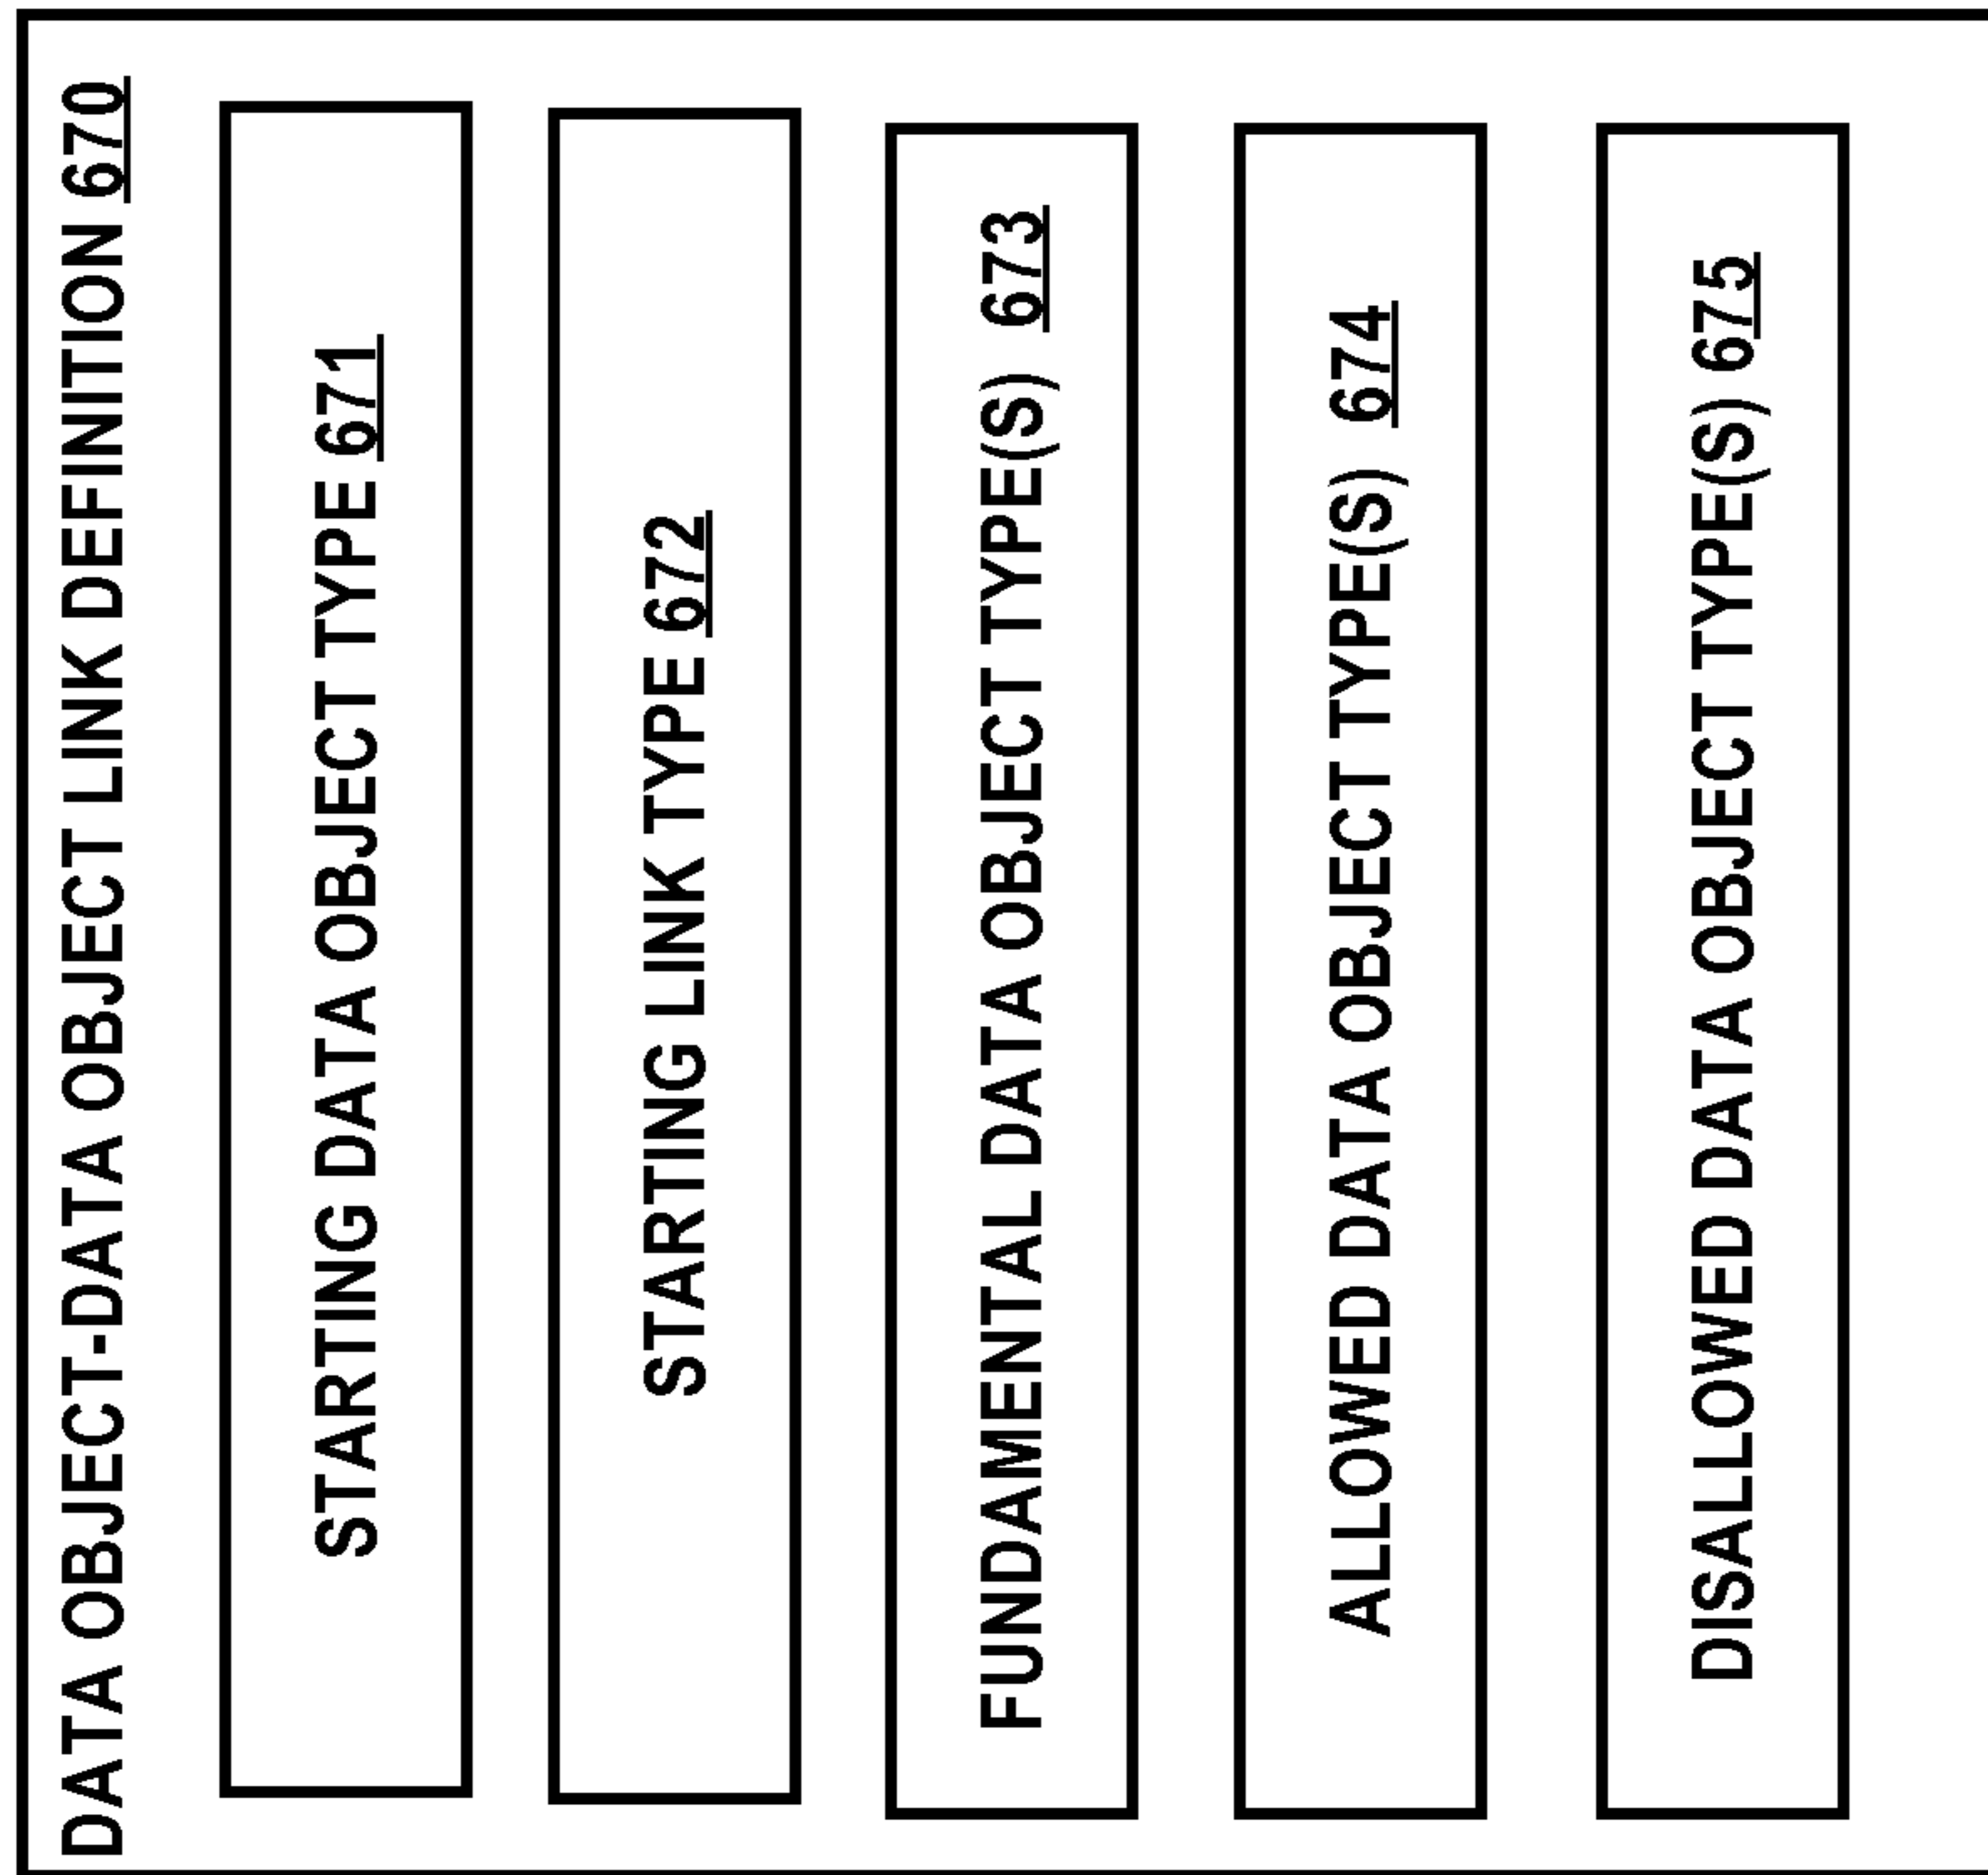 DATA OBJECT-DATA OBJECT LINK DEFINITION 670
STARTING DATA OBJECT TYPE 671
STARTING LINK TYPE 672
FUNDAMENTAL DATA OBJECT TYPE(S) 673
ALLOWED DATA OBJECT TYPE(S) 674
DISALLOWED DATA OBJECT TYPE(S) 675